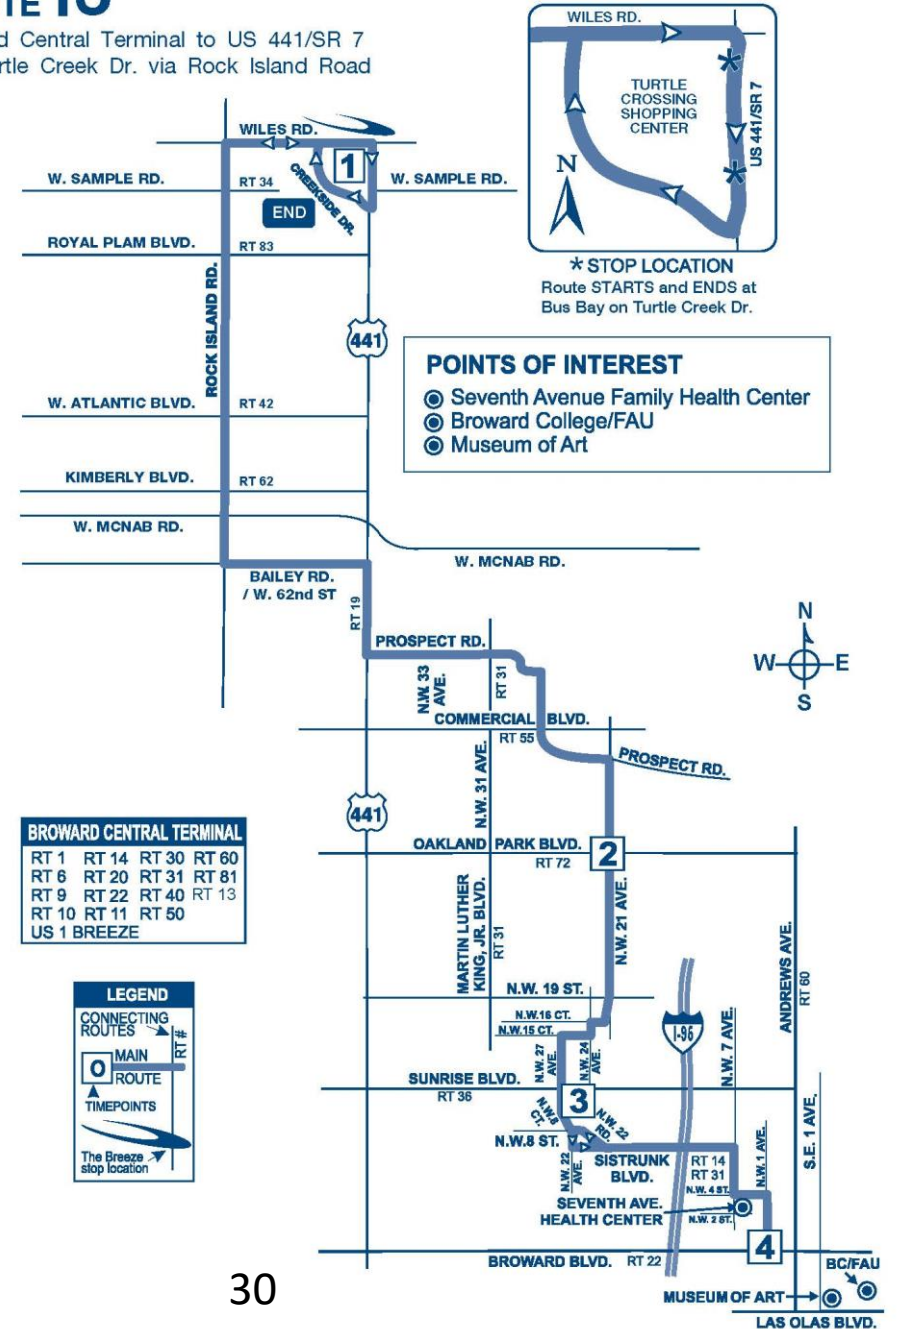 d Central Terminal to US 441/SR 7
rtle Creek Dr. via Rock Island Road
WILES RD.
TURTLE
CROSSING
SHOPPING
CENTER
US 441/SR 7
N
* STOP LOCATION
Route STARTS and ENDS at
Bus Bay on Turtle Creek Dr.
WILES RD.
1
W. SAMPLE RD.
RT 34
CREEKSIDE DR.
W. SAMPLE RD.
END
ROYAL PLAM BLVD.
RT 83
ROCK ISLAND RD.
441
POINTS OF INTEREST
Seventh Avenue Family Health Center
Broward College/FAU
Museum of Art
W. ATLANTIC BLVD.
RT 42
KIMBERLY BLVD.
RT 62
W. MCNAB RD.
W. MCNAB RD.
BAILEY RD.
/ W. 62nd ST
RT 19
PROSPECT RD.
N
W E
S
N.W. 33
AVE.
RT 31
COMMERCIAL BLVD.
RT 55
PROSPECT RD.
N.W. 31 AVE.
441
OAKLAND PARK BLVD.
RT 72
2
BROWARD CENTRAL TERMINAL
RT 1 RT 14 RT 30 RT 60
RT 6 RT 20 RT 31 RT 81
RT 9 RT 22 RT 40 RT 13
RT 10 RT 11 RT 50
US 1 BREEZE
MARTIN LUTHER
KING, JR. BLVD.
RT 31
N.W. 21 AVE.
ANDREWS AVE.
RT 60
LEGEND
CONNECTING
ROUTES
RT #
O
MAIN
ROUTE
TIMEPOINTS
The Breeze
stop location
N.W. 19 ST.
N.W.16 CT.
N.W.15 CT.
I-95
N.W. 7 AVE.
N.W. 27
AVE.
N.W. 24
AVE.
SUNRISE BLVD.
RT 36
3
N.W.8
CT.
N.W. 22
RD.
N.W.8 ST.
N.W. 22
AVE.
SISTRUNK
BLVD.
RT 14
RT 31
N.W. 1 AVE.
S.E. 1 AVE.
N.W. 4 ST.
SEVENTH AVE.
HEALTH CENTER
N.W. 2 ST.
4
BROWARD BLVD.
RT 22
BC/FAU
30
MUSEUM OF ART
LAS OLAS BLVD.